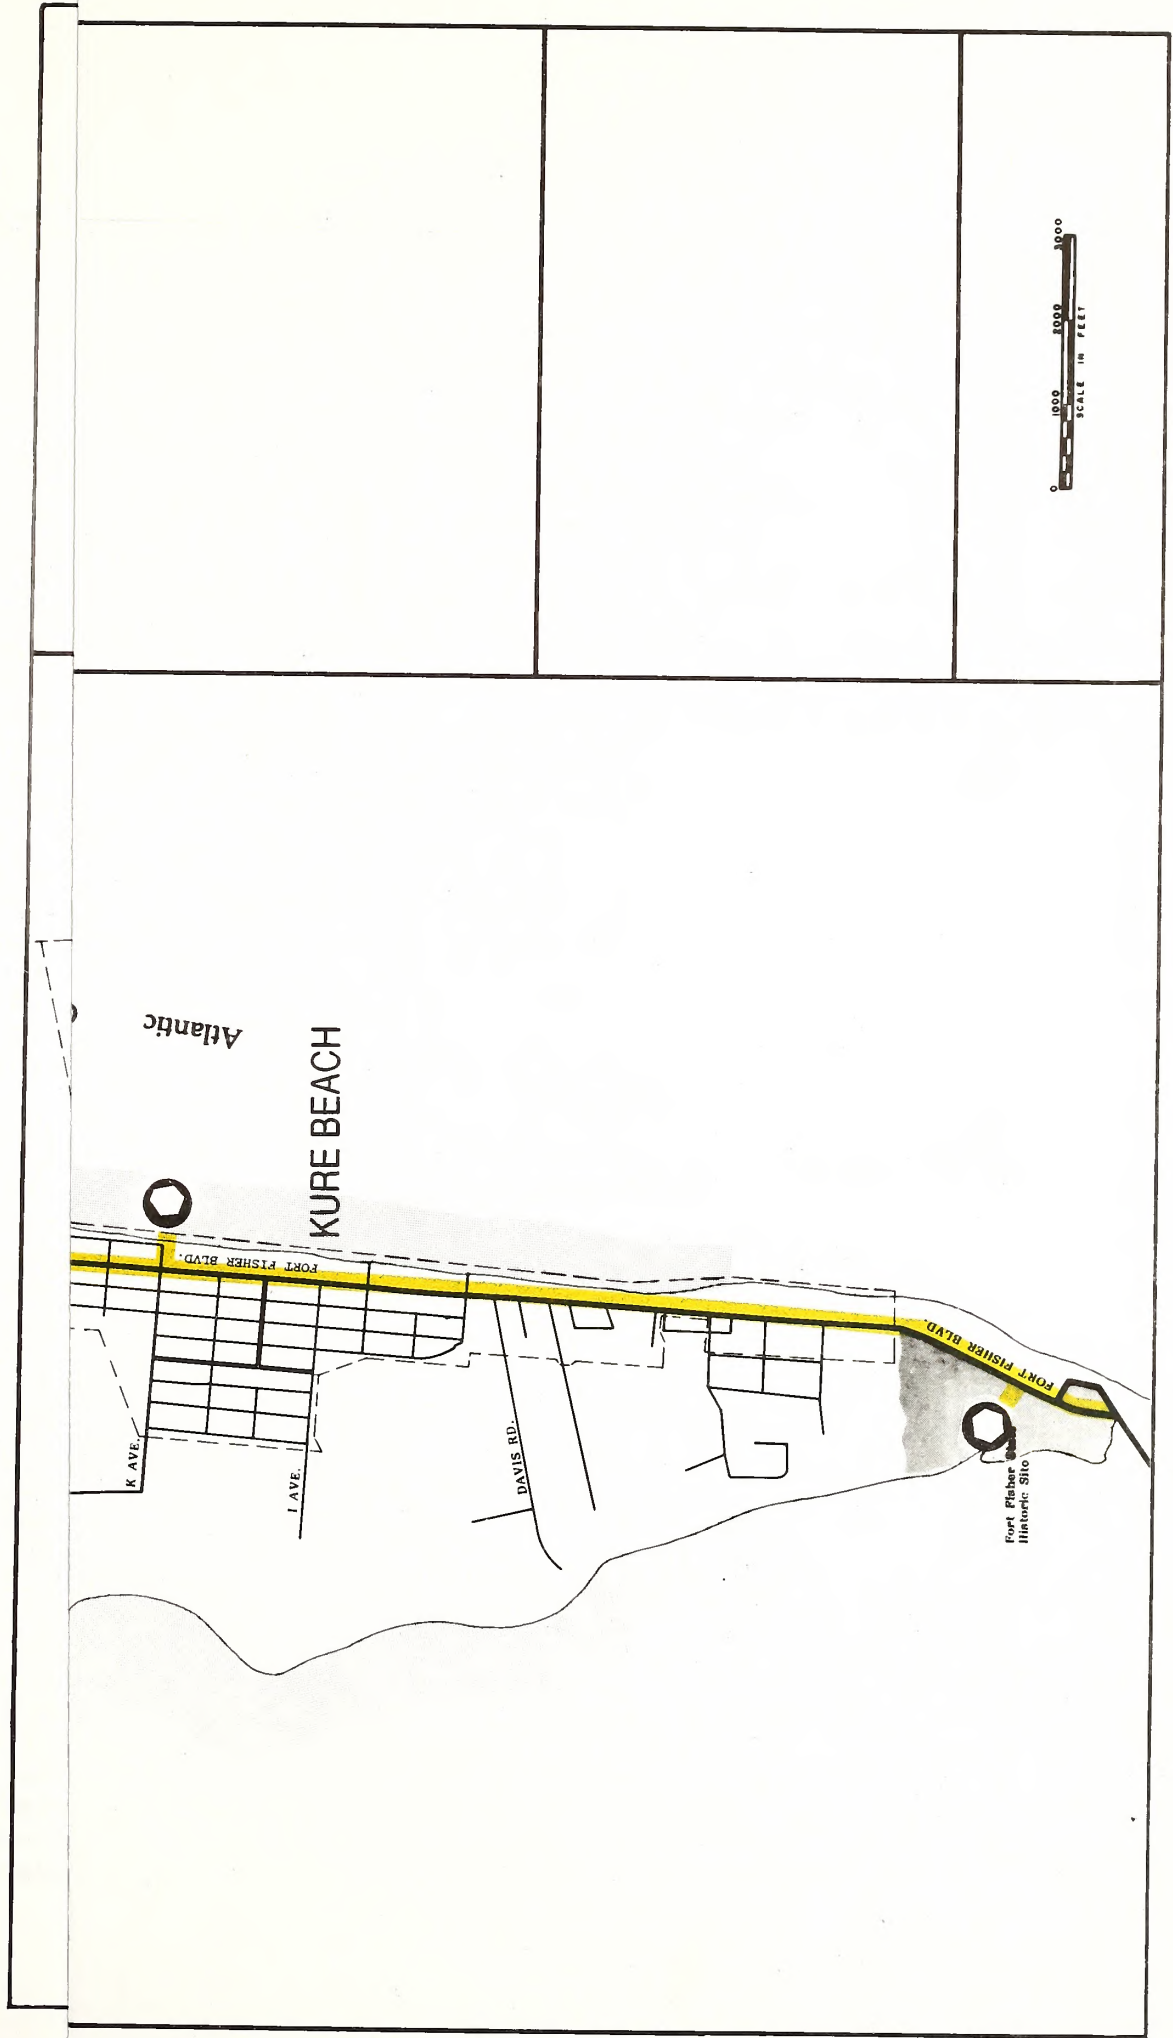 0 1000 2000 3000
SCALE IN FEET
Atlantic
KURE BEACH
FORT FISHER BLVD.
K AVE.
I AVE.
DAVIS RD.
FORT FISHER BLVD.
Fort Fisher
Historic Site